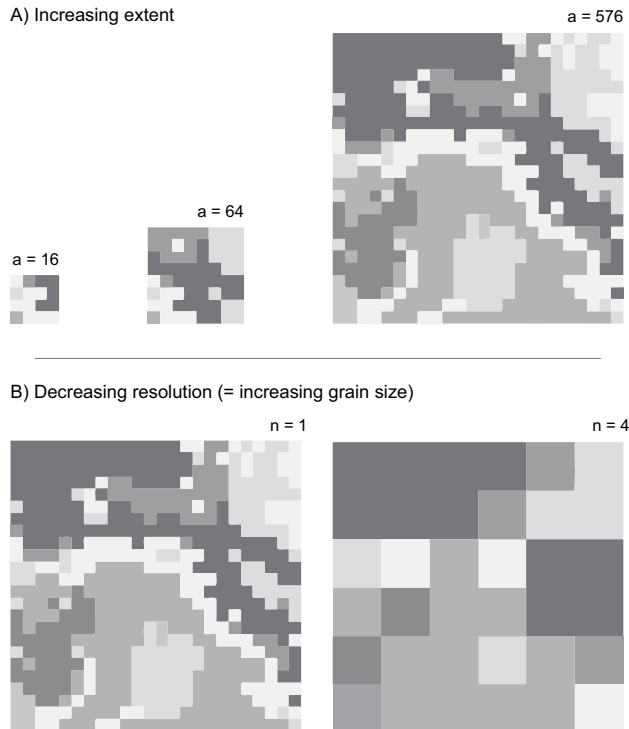 A) Increasing extent
a = 576
a = 64
a = 16
B) Decreasing resolution (= increasing grain size)
n = 1
n = 4